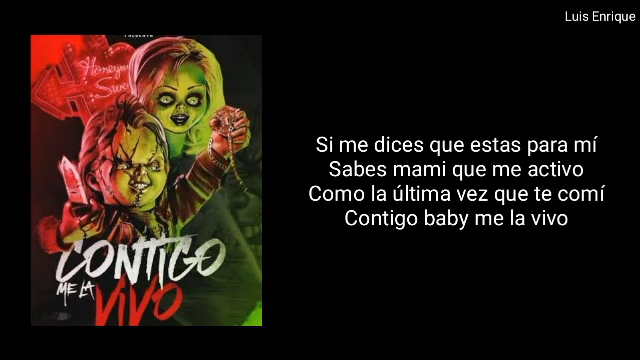 Luis Enrique
Honeym
CONTIGO
ME LA
VIVO
Si me dices que estas para mí
Sabes mami que me activo
Como la última vez que te comí
Contigo baby me la vivo